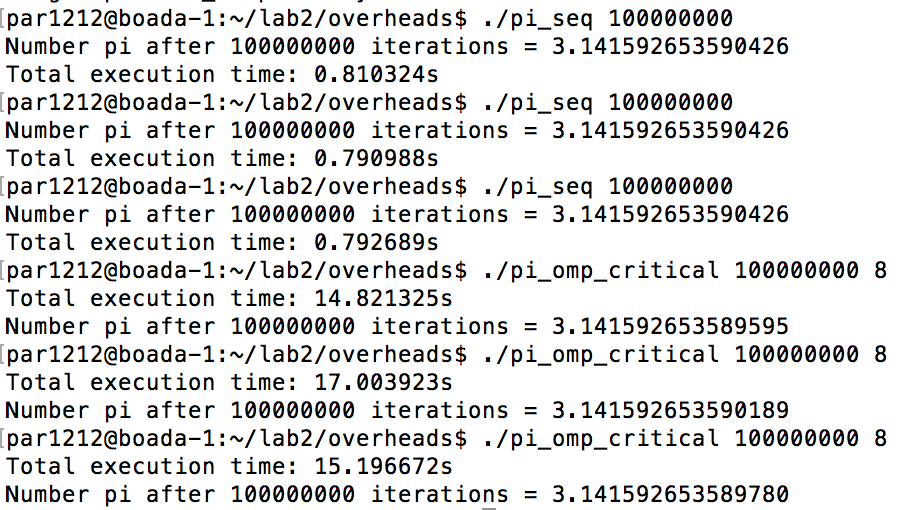 [par1212@boada-1:~/lab2/overheads$ ./pi_seq 100000000
Number pi after 100000000 iterations = 3.141592653590426
Total execution time: 0.810324s
[par1212@boada-1:~/lab2/overheads$ ./pi_seq 100000000
Number pi after 100000000 iterations = 3.141592653590426
Total execution time: 0.790988s
[par1212@boada-1:~/lab2/overheads$ ./pi_seq 100000000
Number pi after 100000000 iterations = 3.141592653590426
Total execution time: 0.792689s
[par1212@boada-1:~/lab2/overheads$ ./pi_omp_critical 100000000 8
Total execution time: 14.821325s
Number pi after 100000000 iterations = 3.141592653589595
[par1212@boada-1:~/lab2/overheads$ ./pi_omp_critical 100000000 8
Total execution time: 17.003923s
Number pi after 100000000 iterations = 3.141592653590189
[par1212@boada-1:~/lab2/overheads$ ./pi_omp_critical 100000000 8
Total execution time: 15.196672s
Number pi after 100000000 iterations = 3.141592653589780